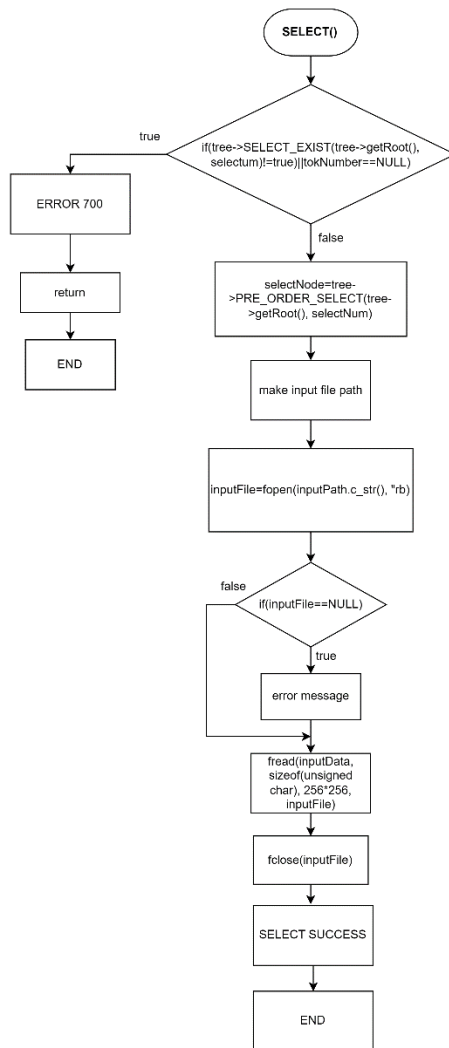 SELECT()
true
if(tree->SELECT_EXIST(tree->getRoot(),
selectum)!=true)||tokNumber==NULL)
ERROR 700
false
return
selectNode=tree-
>PRE_ORDER_SELECT(tree-
>getRoot(), selectNum)
END
make input file path
inputFile=fopen(inputPath.c_str(), "rb)
false
if(inputFile==NULL)
true
error message
fread(inputData,
sizeof(unsigned
char), 256*256,
inputFile)
fclose(inputFile)
SELECT SUCCESS
END